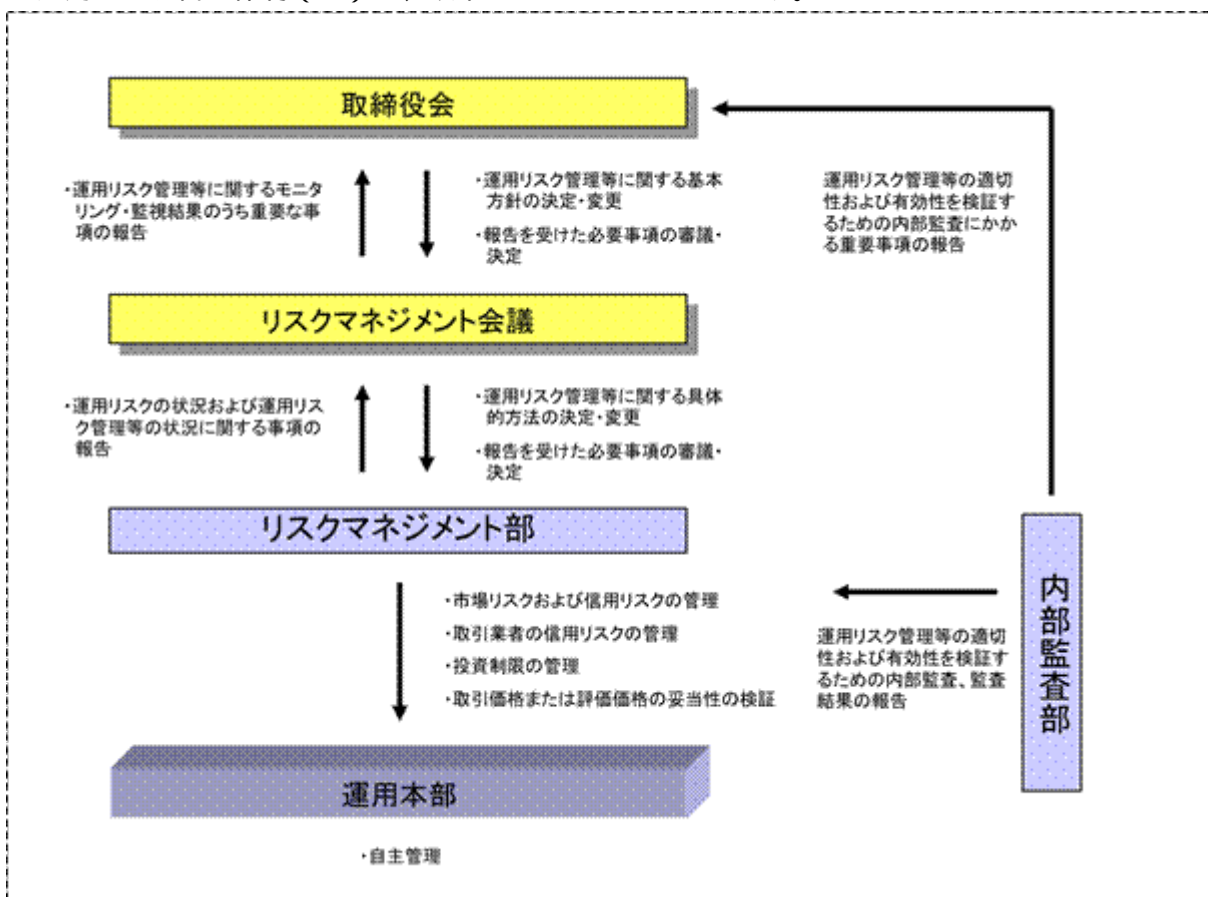 取締役会
・運用リスク管理等に関するモニタ
リング・監視結果のうち重要な事
項の報告
・運用リスク管理等に関する基本
方針の決定・変更
・報告を受けた必要事項の審議・
決定
運用リスク管理等の適切
性および有効性を検証す
るための内部監査にかか
る重要事項の報告
リスクマネジメント会議
・運用リスクの状況および運用リス
ク管理等の状況に関する事項の
報告
・運用リスク管理等に関する具体
的方法の決定・変更
・報告を受けた必要事項の審議・
決定
リスクマネジメント部
・市場リスクおよび信用リスクの管理
・取引業者の信用リスクの管理
・投資制限の管理
・取引価格または評価価格の妥当性の検証
運用リスク管理等の適切
性および有効性を検証す
るための内部監査、監査
結果の報告
内部監査部
運用本部
・自主管理